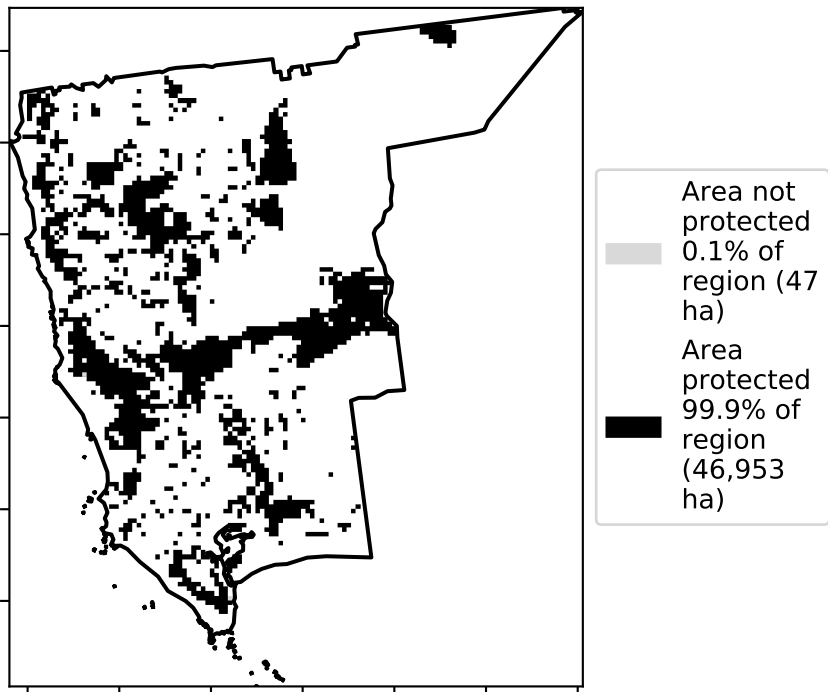 Area not
protected
0.1% of
region (47
ha)
Area
protected
99.9% of
region
(46,953
ha)